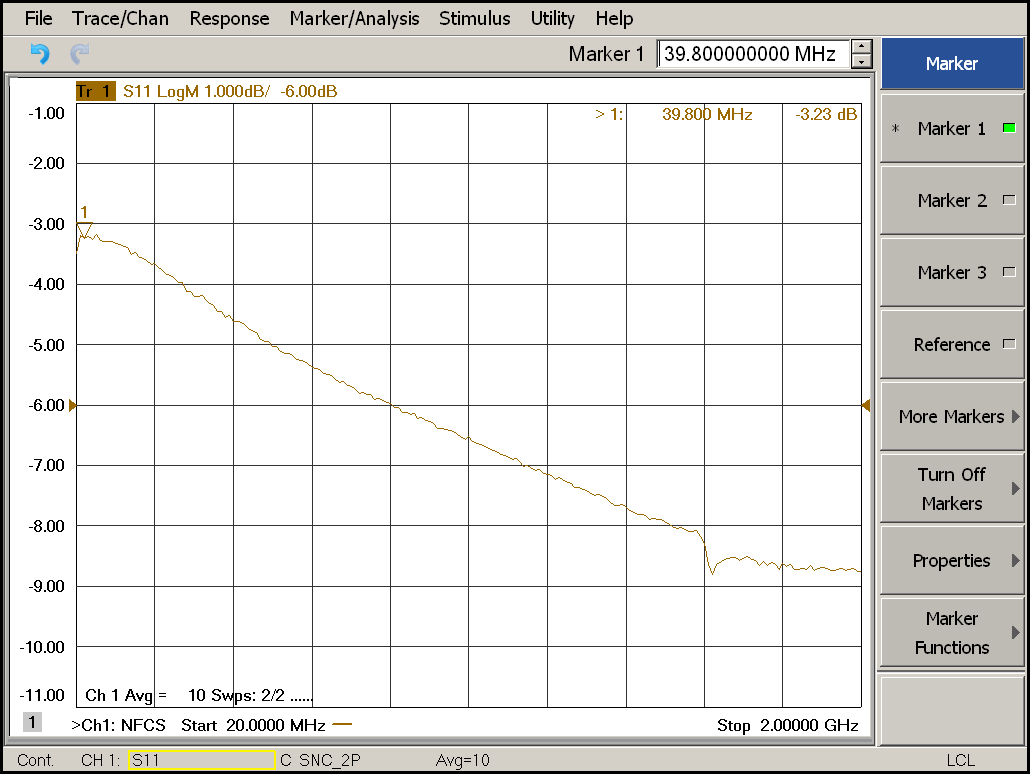 File Trace/Chan Response Marker/Analysis Stimulus Utility Help
Marker 1 39.800000000 MHz
Marker
Tr 1 S11 LogM 1.000dB/ -6.00dB
> 1: 39.800 MHz -3.23 dB
-1.00
-2.00
-3.00
-4.00
-5.00
-6.00
-7.00
-8.00
-9.00
-10.00
-11.00
1
Ch 1 Avg = 10 Swps: 2/2 ......
1 >Ch1: NFCS Start 20.0000 MHz Stop 2.00000 GHz
* Marker 1
Marker 2
Marker 3
Reference
More Markers
Turn Off
Markers
Properties
Marker
Functions
Cont. CH 1: S11 C SNC_2P Avg=10 LCL